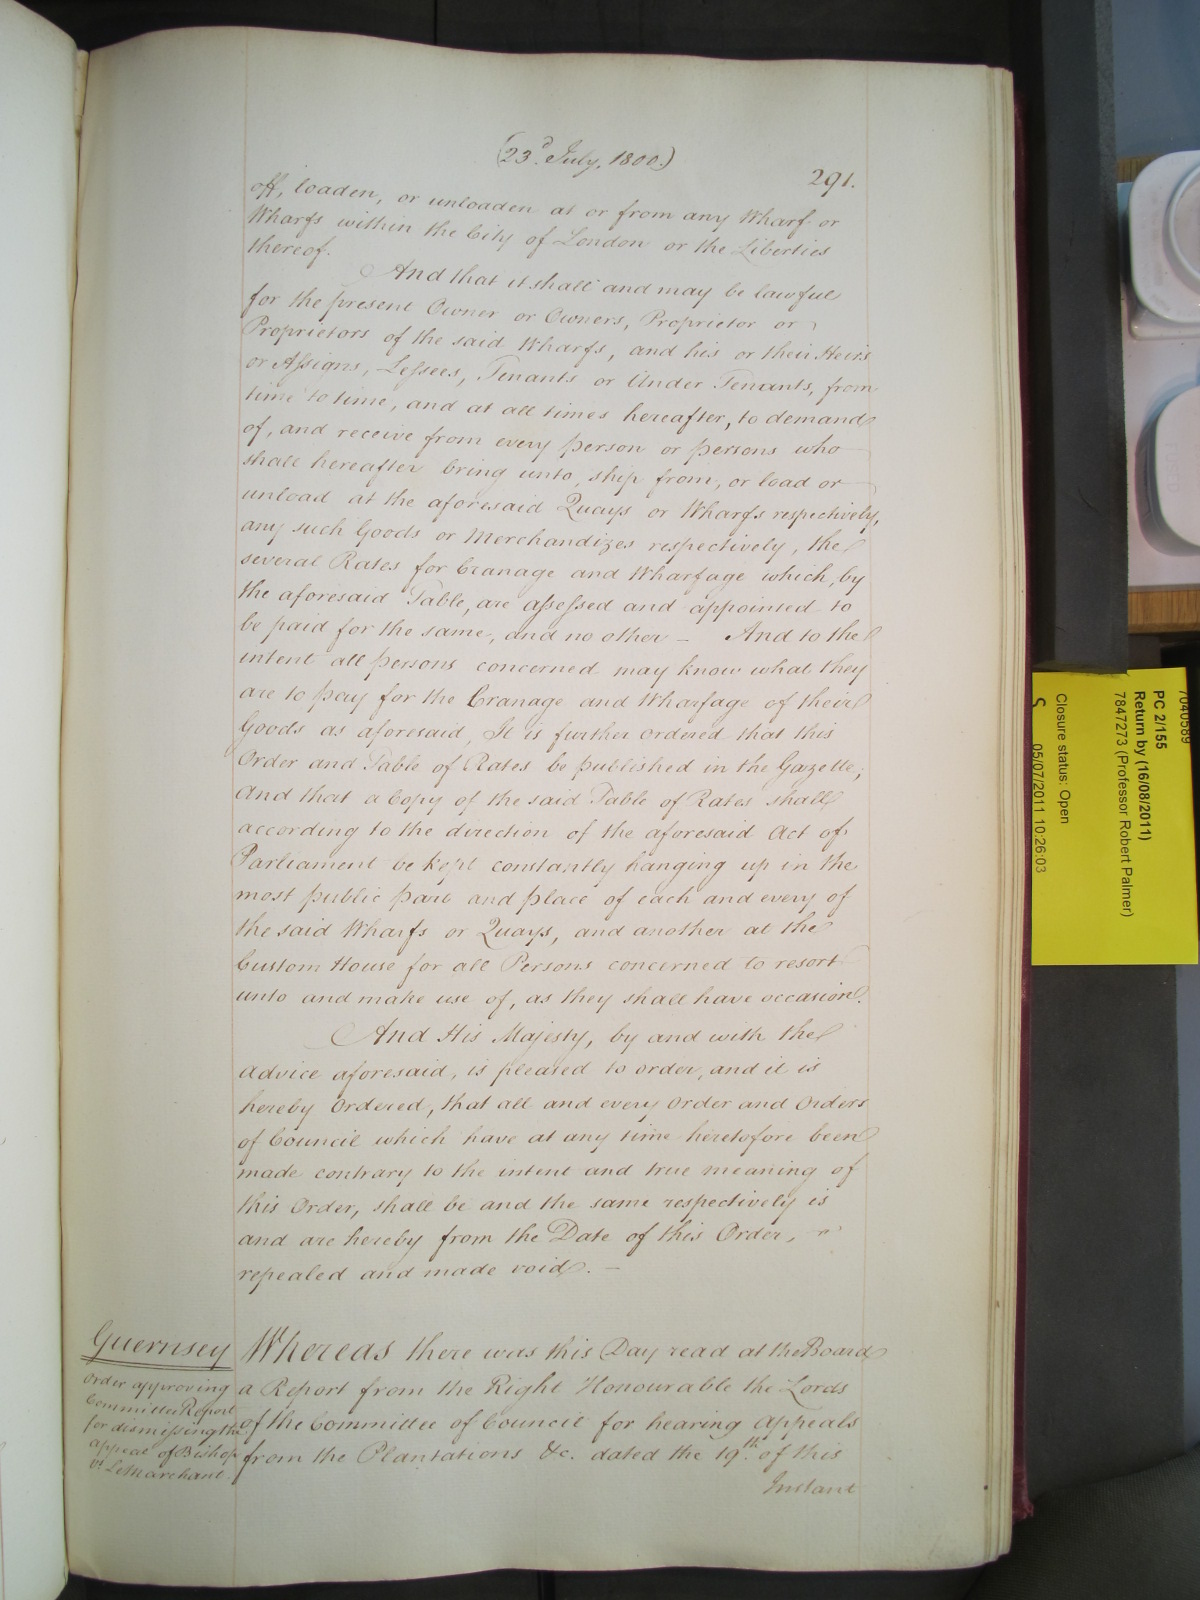 (23.d July, 1800.)
291.
off, loaden, or unloaden at or from any Wharf or
Wharfs within the City of London or the Liberties
thereof.
And that it shall and may be lawful
for the present Owner or Owners, Proprietor or
Proprietors of the said Wharfs, and his or their Heirs
or Assigns, Lessees, Tenants or Under Tenants, from
time to time, and at all times hereafter, to demand
of, and receive from every person or persons who
shall hereafter bring unto, ship from, or load or
unload at the aforesaid Quays or Wharfs respectively,
any such Goods or Merchandizes respectively, the
several Rates for Cranage and Wharfage which, by
the aforesaid Table, are assessed and appointed to
be paid for the same, and no other – And to the
intent all persons concerned may know what they
are to pay for the Cranage and Wharfage of their
Goods as aforesaid, It is further ordered that this
Order and Table of Rates be published in the Gazette;
And that a Copy of the said Table of Rates shall
according to the direction of the aforesaid Act of
Parliament be kept constantly hanging up in the
most public part and place of each and every of
the said Wharfs or Quays, and another at the
Custom House for all Persons concerned to resort
unto and make use of, as they shall have occasion.
And His Majesty, by and with the
advice aforesaid, is pleased to order, and it is
hereby Ordered, that all and every Order and Orders
of Council which have at any time heretofore been
made contrary to the intent and true meaning of
this Order, shall be and the same respectively is
and are hereby from the Date of this Order,
repealed and made void. –
Guernsey
Order approving
Committee Report
for dismissing the
appeal of Bishop
v. LeMarchant.
Whereas there was this Day read at the Board
a Report from the Right Honourable the Lords
of the Committee of Council for hearing Appeals
from the Plantations &c. dated the 19.th of this
Instant
7040589
PC 2/155
Return by (16/08/2011)
7847273 (Professor Robert Palmer)
Closure status: Open
S 05/07/2011 10:26:03